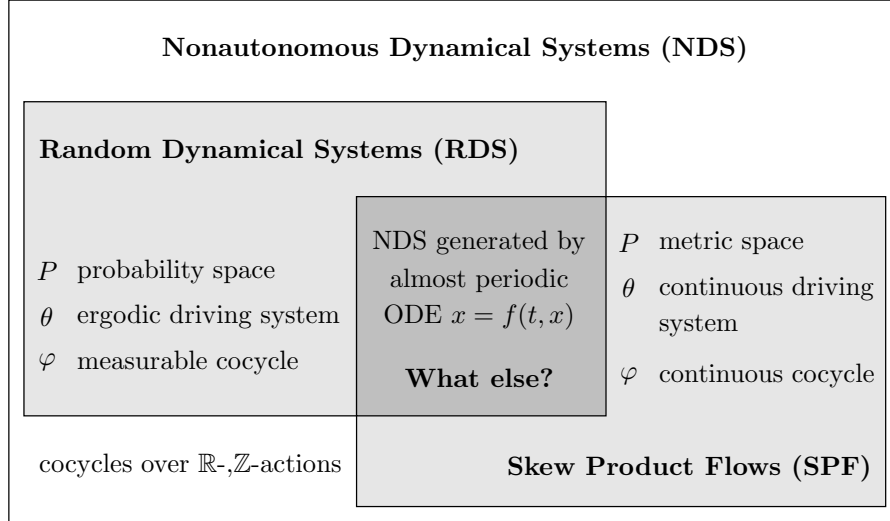 Nonautonomous Dynamical Systems (NDS)
Random Dynamical Systems (RDS)
P probability space
θ ergodic driving system
φ measurable cocycle
NDS generated by
almost periodic
ODE x = f(t, x)
What else?
P metric space
θ continuous driving
system
φ continuous cocycle
cocycles over ℝ-,ℤ-actions
Skew Product Flows (SPF)